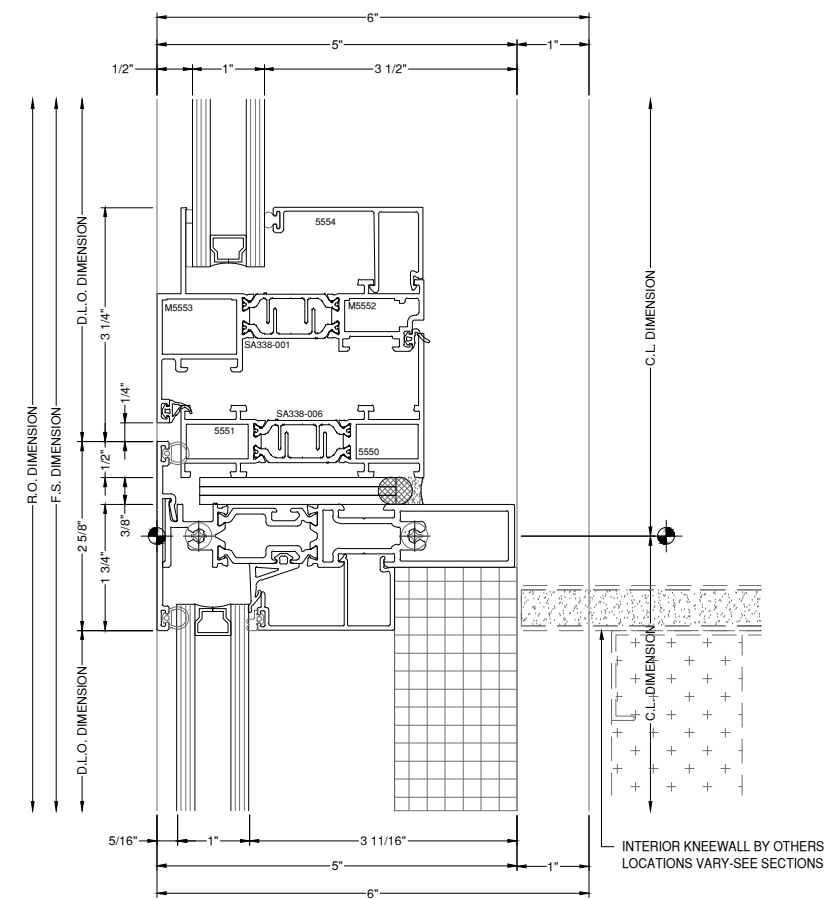 6"
5"
1"
1/2"
1"
3 1/2"
5554
D.L.O. DIMENSION
3 1/4"
C.L. DIMENSION
M5553
M5552
SA338-001
1/4"
SA338-006
5551
5550
R.O. DIMENSION
F.S. DIMENSION
1/2"
3/8"
2 5/8"
1 3/4"
D.L.O. DIMENSION
C.L. DIMENSION
5/16"
1"
3 11/16"
5"
1"
6"
INTERIOR KNEEWALL BY OTHERS
LOCATIONS VARY-SEE SECTIONS